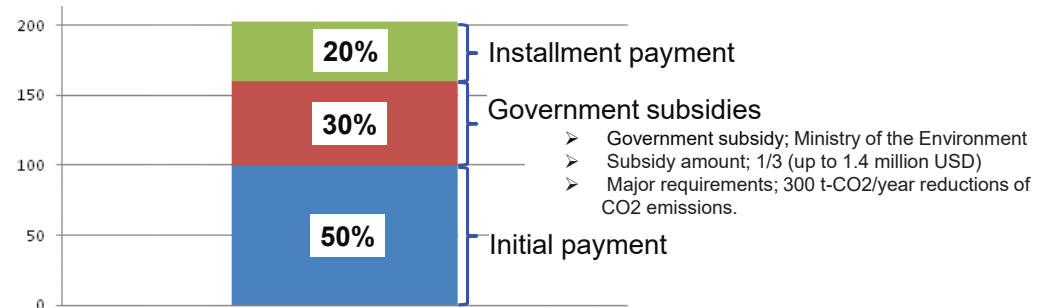 200
20%
Installment payment
150
Government subsidies
30%
➢ Government subsidy; Ministry of the Environment
➢ Subsidy amount; 1/3 (up to 1.4 million USD)
100
➢ Major requirements; 300 t-CO2/year reductions of
CO2 emissions.
50
50%
Initial payment
0